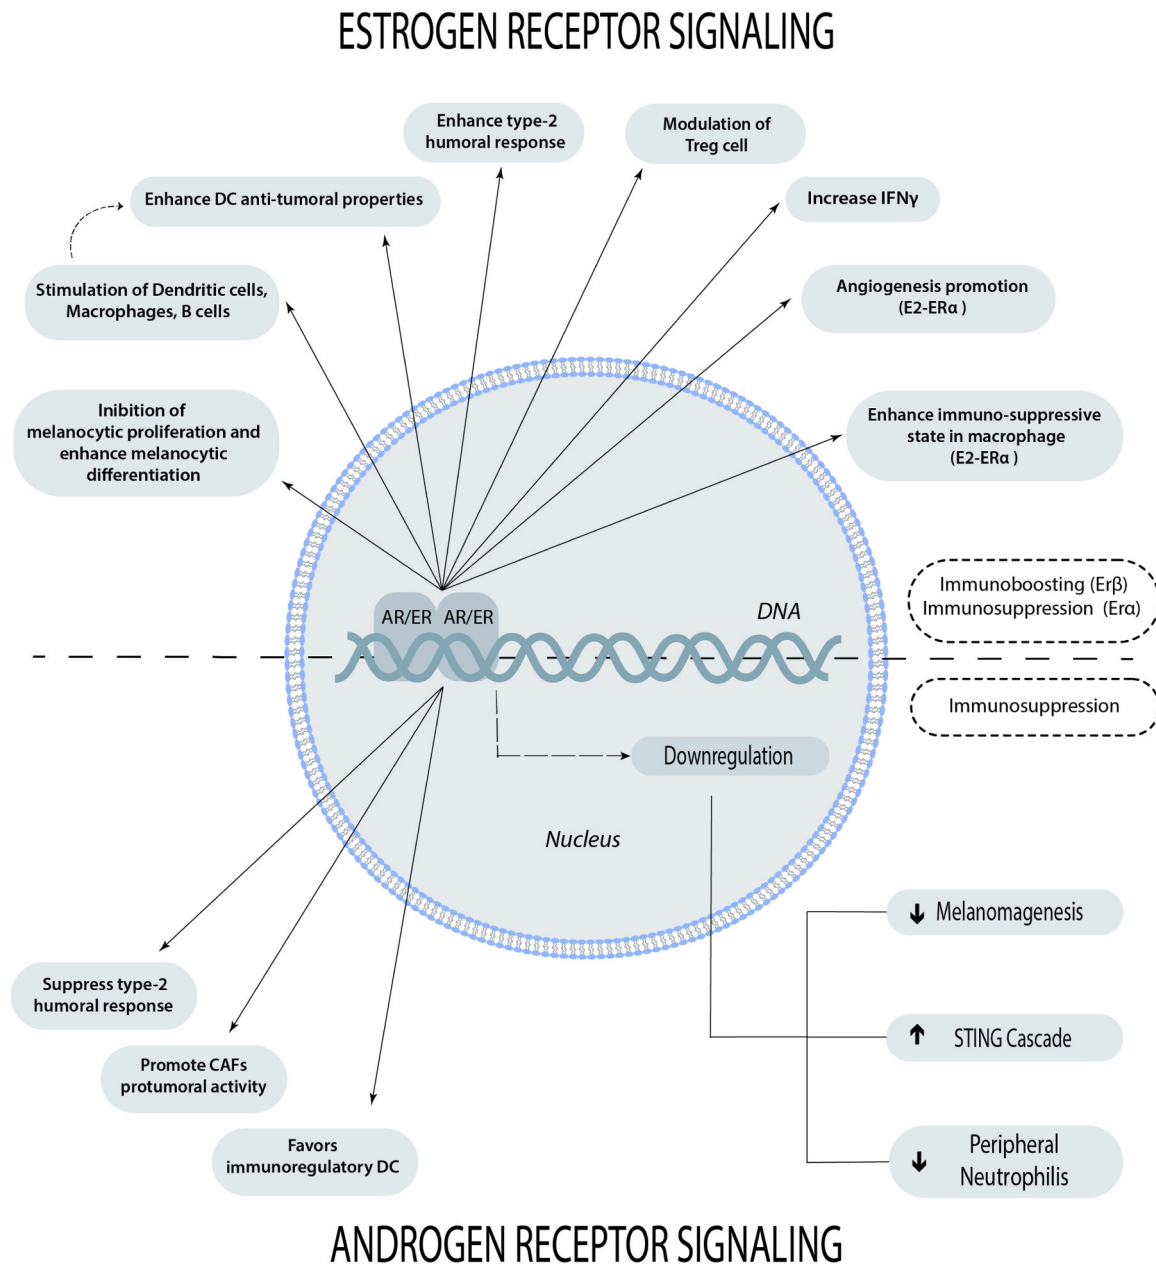 ESTROGEN RECEPTOR SIGNALING
Enhance type-2
humoral response
Modulation of
Treg cell
Enhance DC anti-tumoral properties
Increase IFNγ
Stimulation of Dendritic cells,
Macrophages, B cells
Angiogenesis promotion
(E2-ERα )
Inibition of
melanocytic proliferation and
enhance melanocytic
differentiation
Enhance immuno-suppressive
state in macrophage
(E2-ERα )
AR/ER
AR/ER
DNA
Immunoboosting (Erβ)
Immunosuppression (Erα)
Immunosuppression
Downregulation
Nucleus
Melanomagenesis
Suppress type-2
humoral response
STING Cascade
Promote CAFs
protumoral activity
Favors
immunoregulatory DC
Peripheral
Neutrophilis
ANDROGEN RECEPTOR SIGNALING